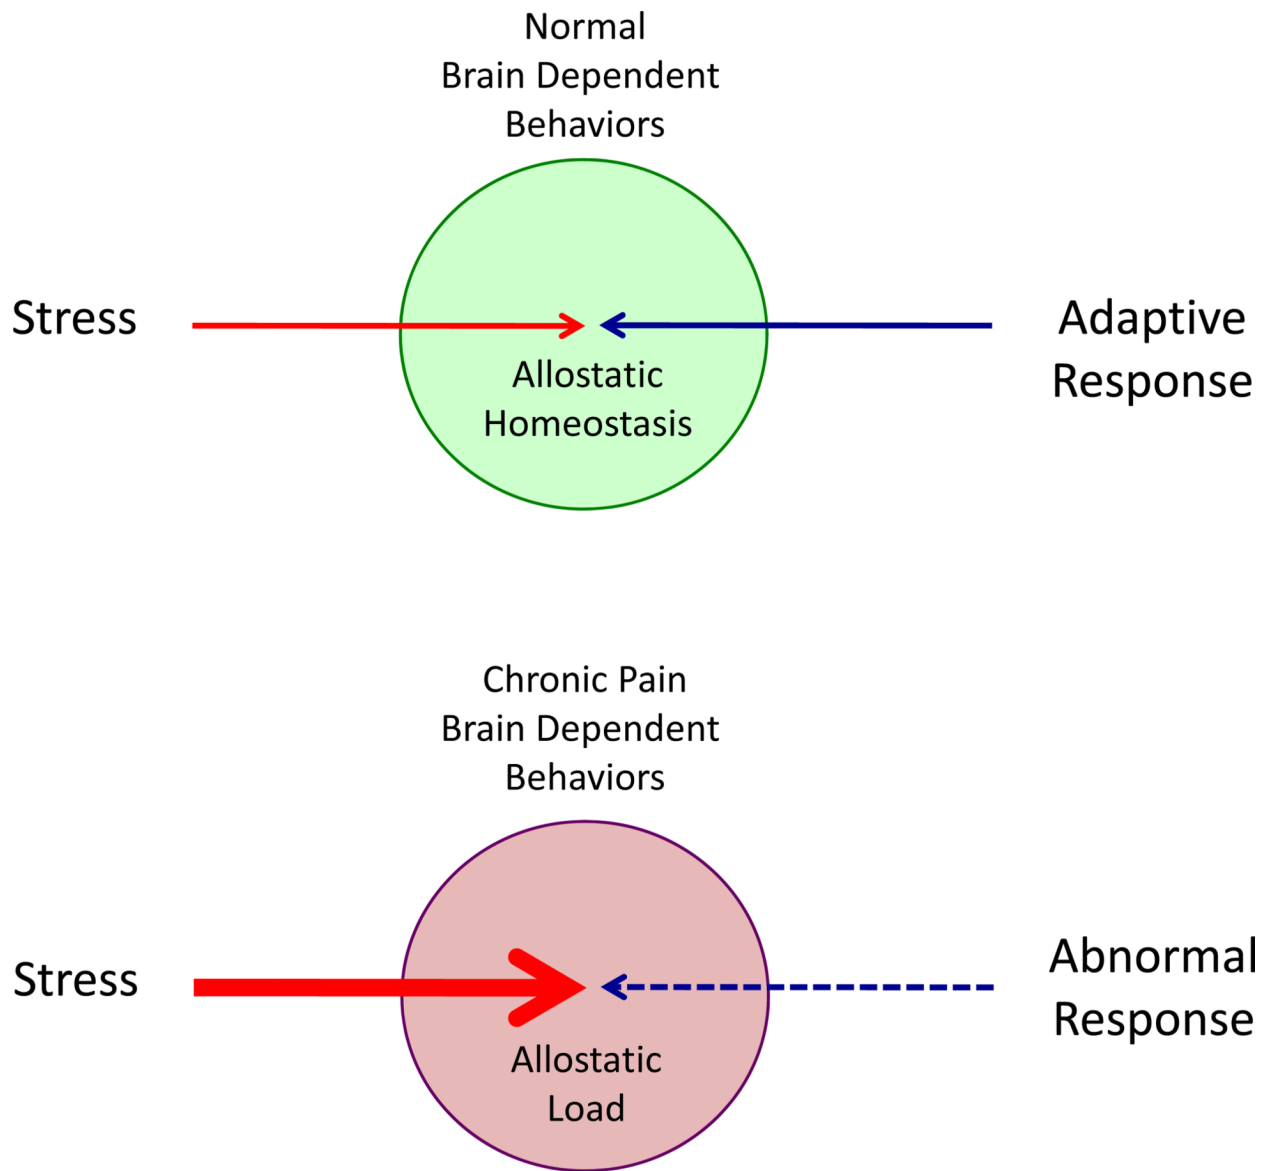 Normal
Brain Dependent
Behaviors
Stress
Adaptive
Response
Allostatic
Homeostasis
Chronic Pain
Brain Dependent
Behaviors
Stress
Abnormal
Response
Allostatic
Load